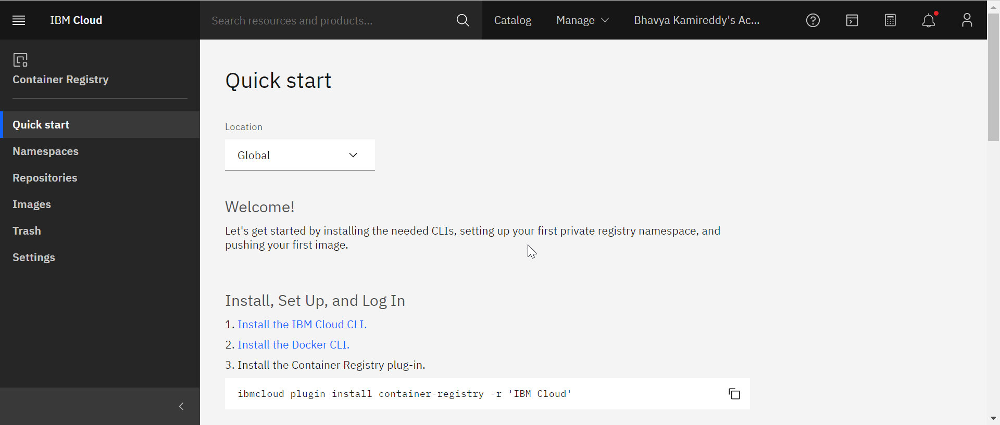 IBM Cloud
Search resources and products...
Catalog
Manage
Bhavya Kamireddy's Ac...
Container Registry
Quick start
Namespaces
Repositories
Images
Trash
Settings
Quick start
Location
Global
Welcome!
Let's get started by installing the needed CLIs, setting up your first private registry namespace, and
pushing your first image.
Install, Set Up, and Log In
1. Install the IBM Cloud CLI.
2. Install the Docker CLI.
3. Install the Container Registry plug-in.
ibmcloud plugin install container-registry -r 'IBM Cloud'